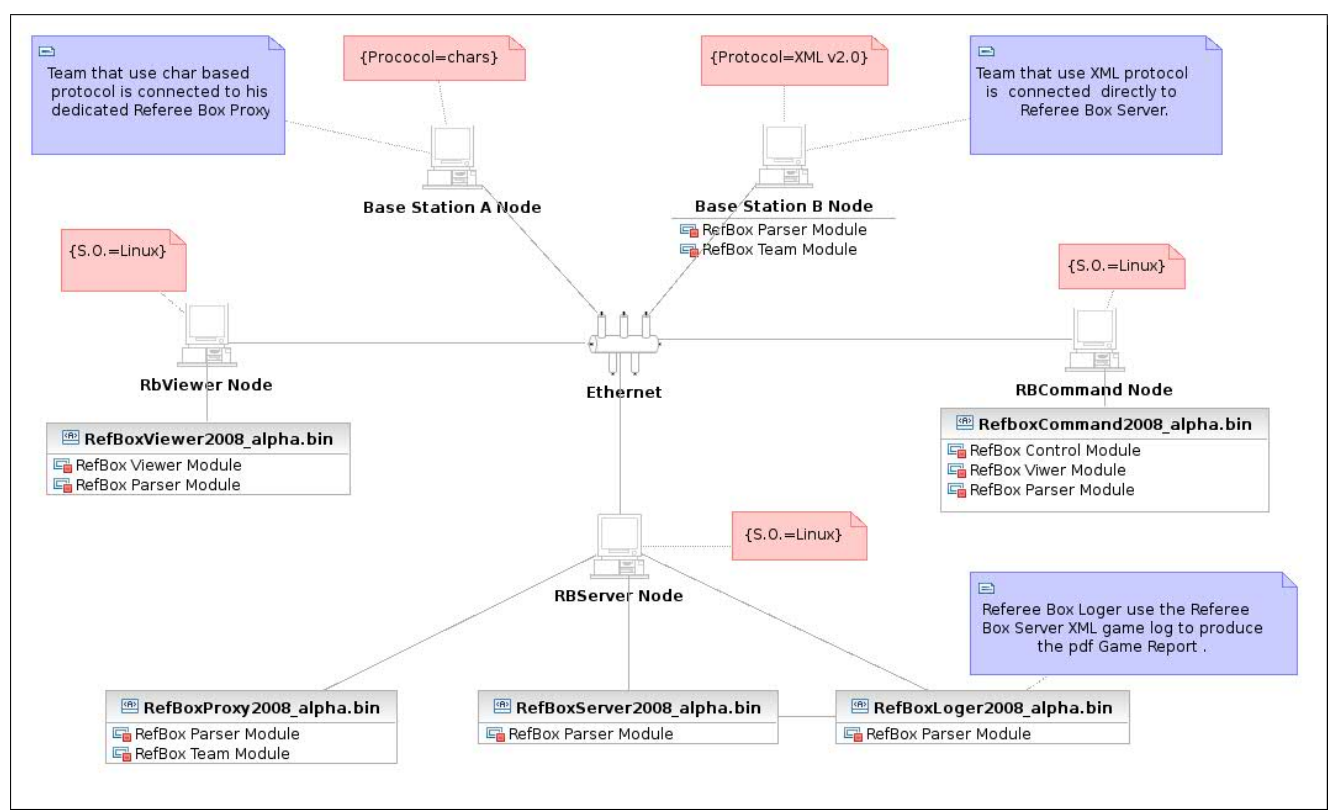 Team that use char based
protocol is connected to his
dedicated Referee Box Proxy
{Prococol=chars}
{Protocol=XML v2.0}
Team that use XML protocol
is connected directly to
Referee Box Server.
Base Station A Node
Base Station B Node
RefBox Parser Module
RefBox Team Module
{S.O.=Linux}
{S.O.=Linux}
RbViewer Node
Ethernet
RBCommand Node
RefBoxViewer2008_alpha.bin
RefBox Viewer Module
RefBox Parser Module
RefboxCommand2008_alpha.bin
RefBox Control Module
RefBox Viwer Module
RefBox Parser Module
{S.O.=Linux}
RBServer Node
Referee Box Loger use the Referee
Box Server XML game log to produce
the pdf Game Report .
RefBoxProxy2008_alpha.bin
RefBox Parser Module
RefBox Team Module
RefBoxServer2008_alpha.bin
RefBox Parser Module
RefBoxLoger2008_alpha.bin
RefBox Parser Module